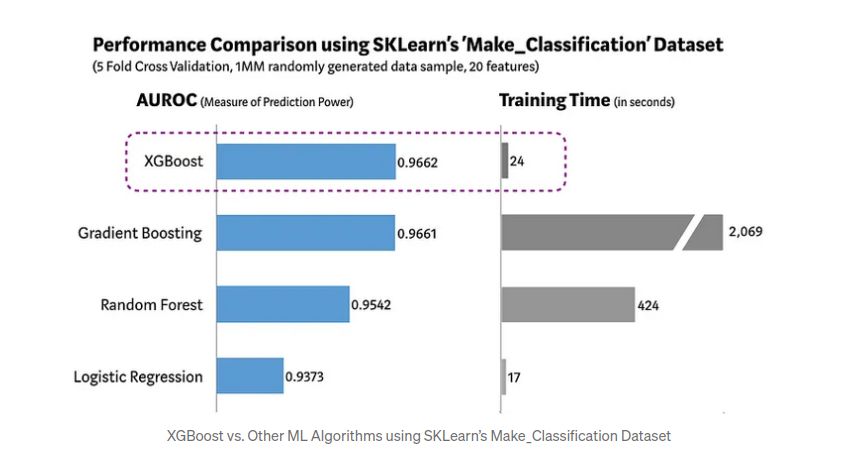 Performance Comparison using SKLearn's 'Make_Classification' Dataset
(5 Fold Cross Validation, 1MM randomly generated data sample, 20 features)
AUROC (Measure of Prediction Power) Training Time (in seconds)
XGBoost 0.9662 24
Gradient Boosting 0.9661 2,069
Random Forest 0.9542 424
Logistic Regression 0.9373 17
XGBoost vs. Other ML Algorithms using SKLearn's Make_Classification Dataset